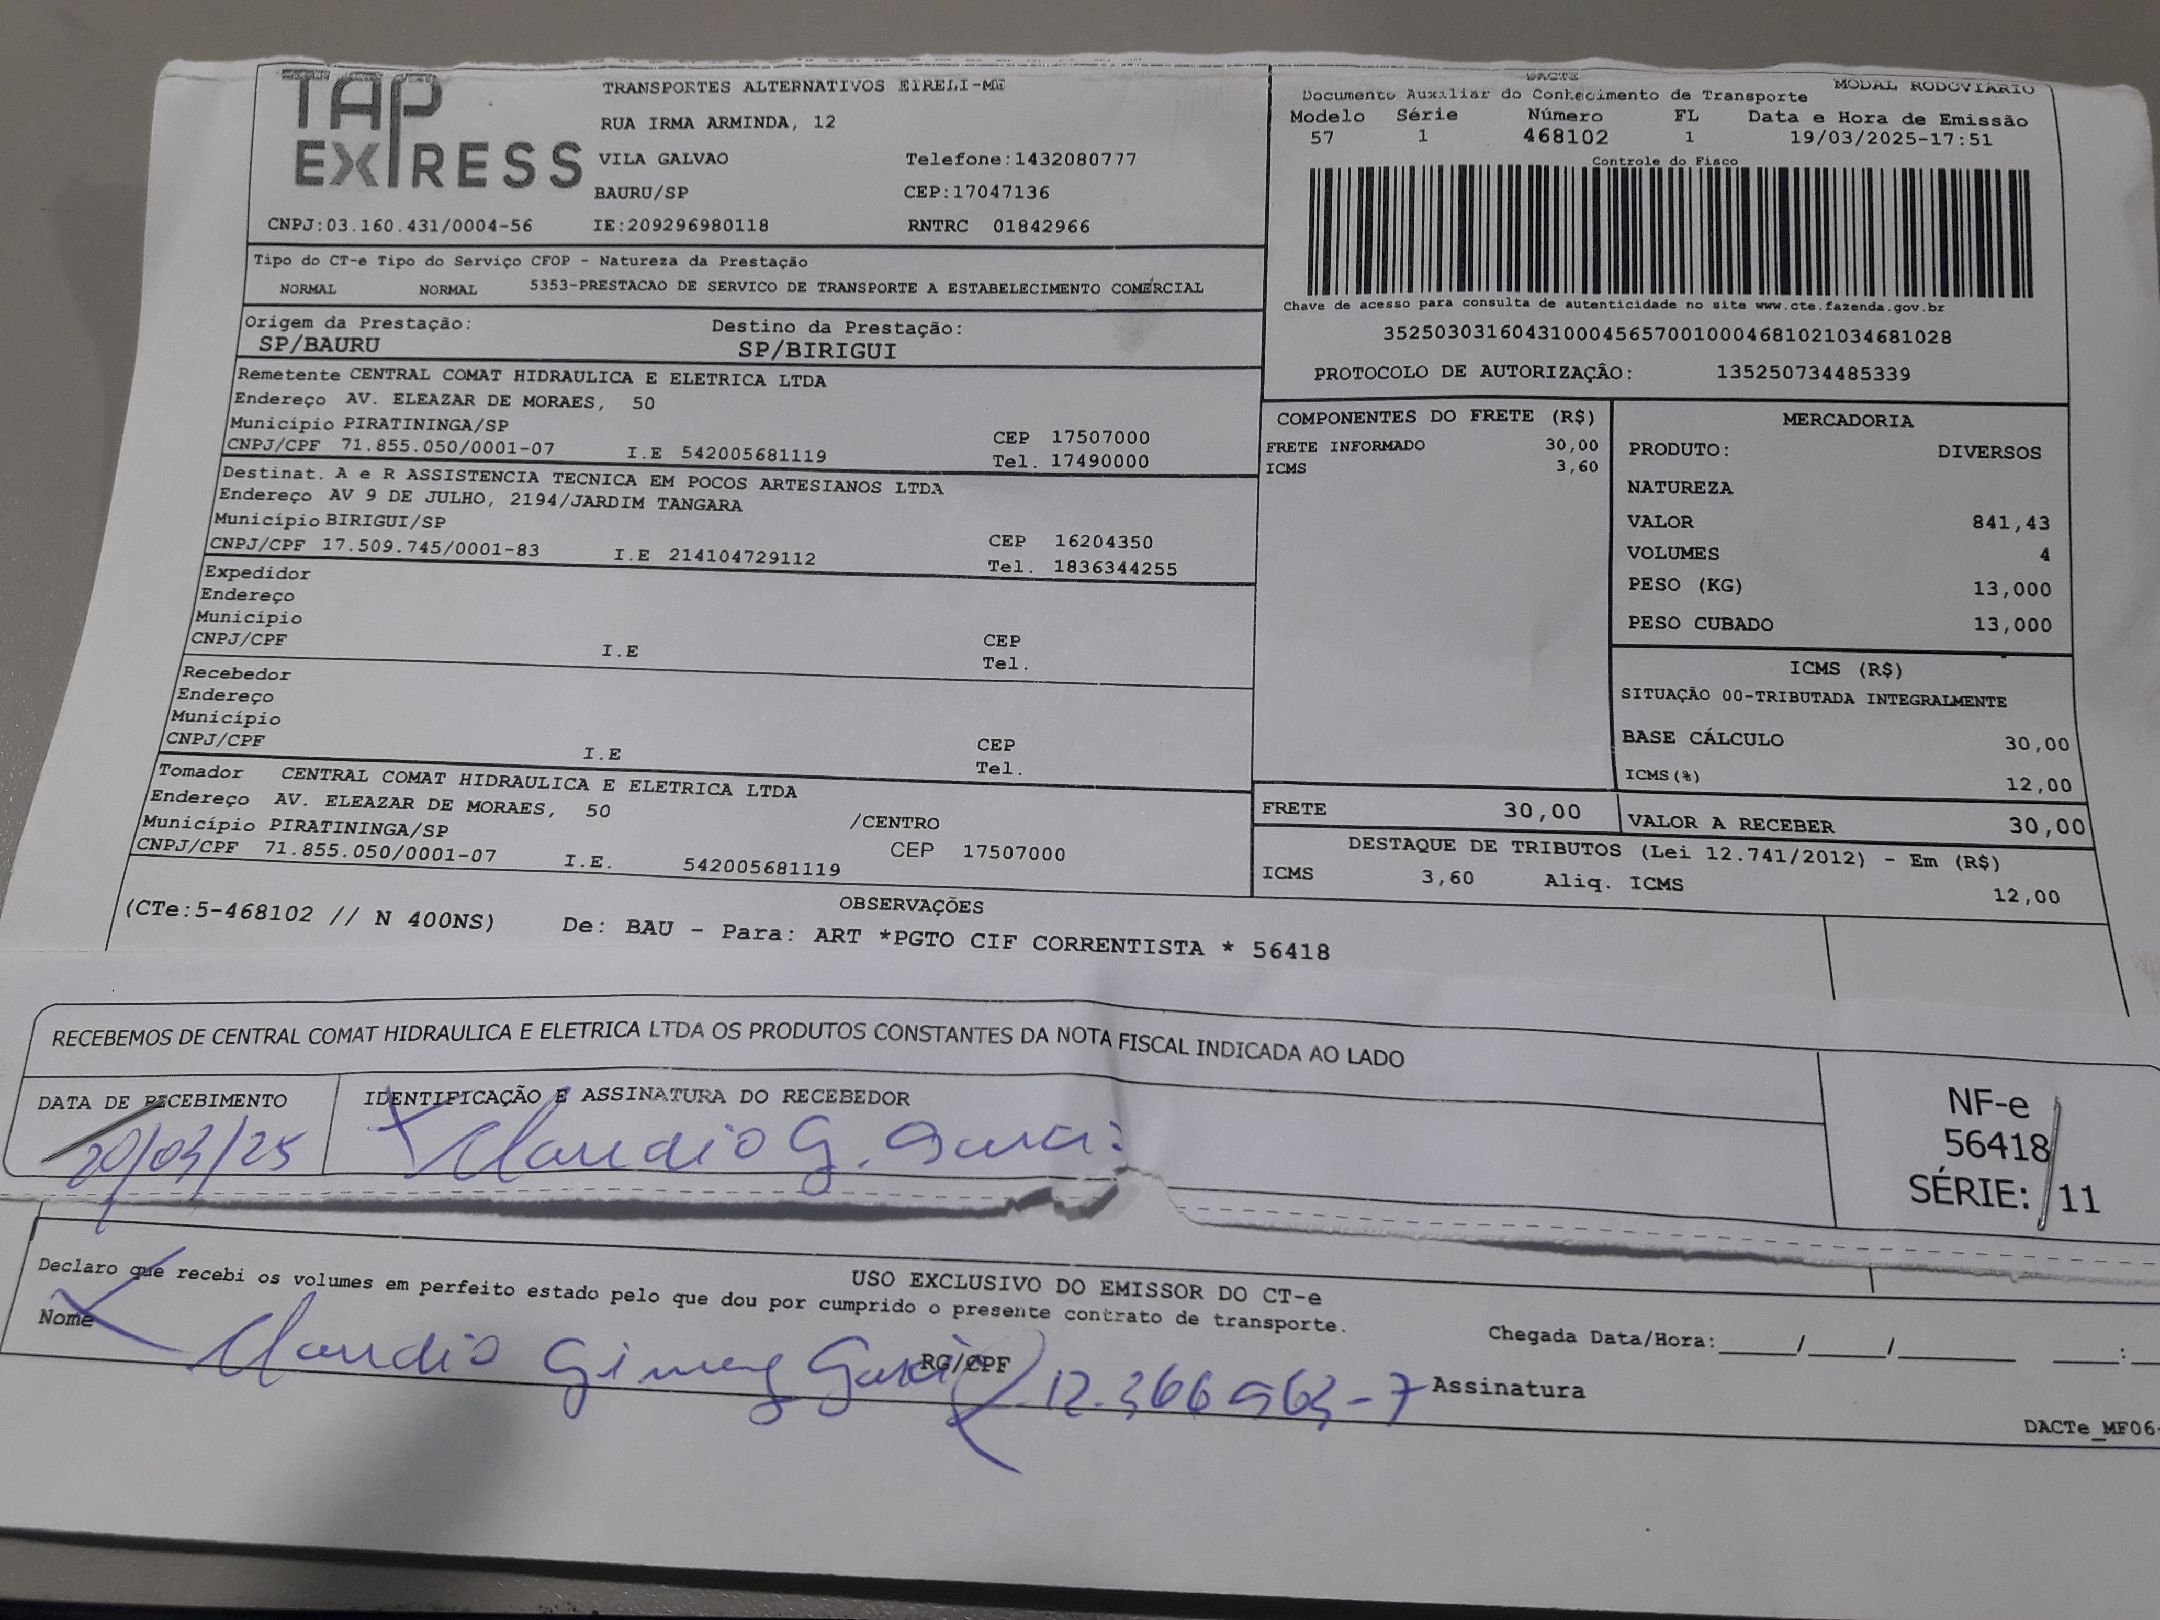 TAP EXPRESS
TRANSPORTES ALTERNATIVOS EIRELI-ME
RUA IRMA ARMINDA, 12
VILA GALVAO Telefone:1432080777
BAURU/SP CEP:17047136
CNPJ:03.160.431/0004-56 IE:209296980118 RNTRC 01842966
DACTE MODAL RODOVIÁRIO
Documento Auxiliar do Conhecimento de Transporte
Modelo Série Número FL Data e Hora de Emissão
57 1 468102 1 19/03/2025-17:51
Controle do Fisco
Chave de acesso para consulta de autenticidade no site www.cte.fazenda.gov.br
35250303160431000456570010004681021034681028
PROTOCOLO DE AUTORIZAÇÃO: 135250734485339
Tipo do CT-e Tipo do Serviço CFOP - Natureza da Prestação
NORMAL NORMAL 5353-PRESTACAO DE SERVICO DE TRANSPORTE A ESTABELECIMENTO COMERCIAL
Origem da Prestação: Destino da Prestação:
SP/BAURU SP/BIRIGUI
Remetente CENTRAL COMAT HIDRAULICA E ELETRICA LTDA
Endereço AV. ELEAZAR DE MORAES, 50
Município PIRATININGA/SP CEP 17507000
CNPJ/CPF 71.855.050/0001-07 I.E 542005681119 Tel. 17490000
Destinat. A e R ASSISTENCIA TECNICA EM POCOS ARTESIANOS LTDA
Endereço AV 9 DE JULHO, 2194/JARDIM TANGARA
Município BIRIGUI/SP CEP 16204350
CNPJ/CPF 17.509.745/0001-83 I.E 214104729112 Tel. 1836344255
Expedidor
Endereço
Município
CNPJ/CPF I.E CEP
Tel.
Recebedor
Endereço
Município
CNPJ/CPF I.E CEP
Tel.
Tomador CENTRAL COMAT HIDRAULICA E ELETRICA LTDA
Endereço AV. ELEAZAR DE MORAES, 50 /CENTRO
Município PIRATININGA/SP CEP 17507000
CNPJ/CPF 71.855.050/0001-07 I.E. 542005681119
COMPONENTES DO FRETE (R$)
FRETE INFORMADO 30,00
ICMS 3,60
MERCADORIA
PRODUTO: DIVERSOS
NATUREZA
VALOR 841,43
VOLUMES 4
PESO (KG) 13,000
PESO CUBADO 13,000
ICMS (R$)
SITUAÇÃO 00-TRIBUTADA INTEGRALMENTE
BASE CÁLCULO 30,00
ICMS(%) 12,00
FRETE 30,00 VALOR A RECEBER 30,00
DESTAQUE DE TRIBUTOS (Lei 12.741/2012) - Em (R$)
ICMS 3,60 Aliq. ICMS 12,00
OBSERVAÇÕES
(CTe:5-468102 // N 400NS) De: BAU - Para: ART *PGTO CIF CORRENTISTA * 56418
RECEBEMOS DE CENTRAL COMAT HIDRAULICA E ELETRICA LTDA OS PRODUTOS CONSTANTES DA NOTA FISCAL INDICADA AO LADO
DATA DE RECEBIMENTO IDENTIFICAÇÃO E ASSINATURA DO RECEBEDOR
20/03/25 Claudio G. Garcia
NF-e
56418
SÉRIE: 11
USO EXCLUSIVO DO EMISSOR DO CT-e
Declaro que recebi os volumes em perfeito estado pelo que dou por cumprido o presente contrato de transporte.
Chegada Data/Hora:_____/_____/_______ ____:__
Nome Claudio Gimenez Garcia RG/CPF Assinatura
DACTe_MF06